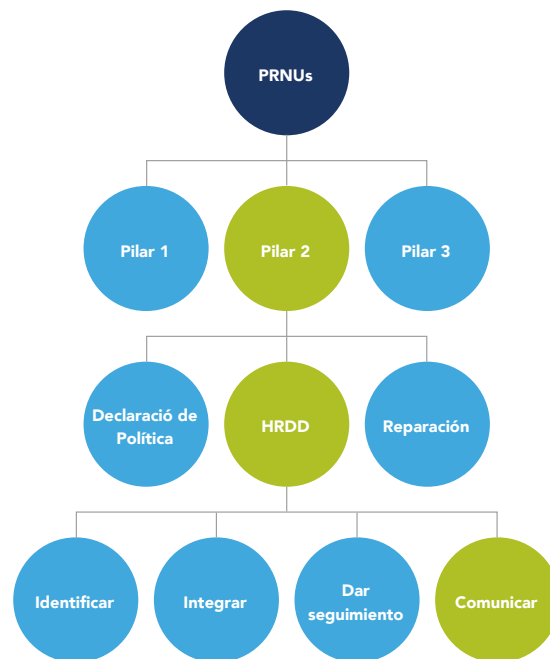 PRNUs
Pilar 1
Pilar 2
Pilar 3
Declaració de
Política
HRDD
Reparación
Identificar
Integrar
Dar
seguimiento
Comunicar